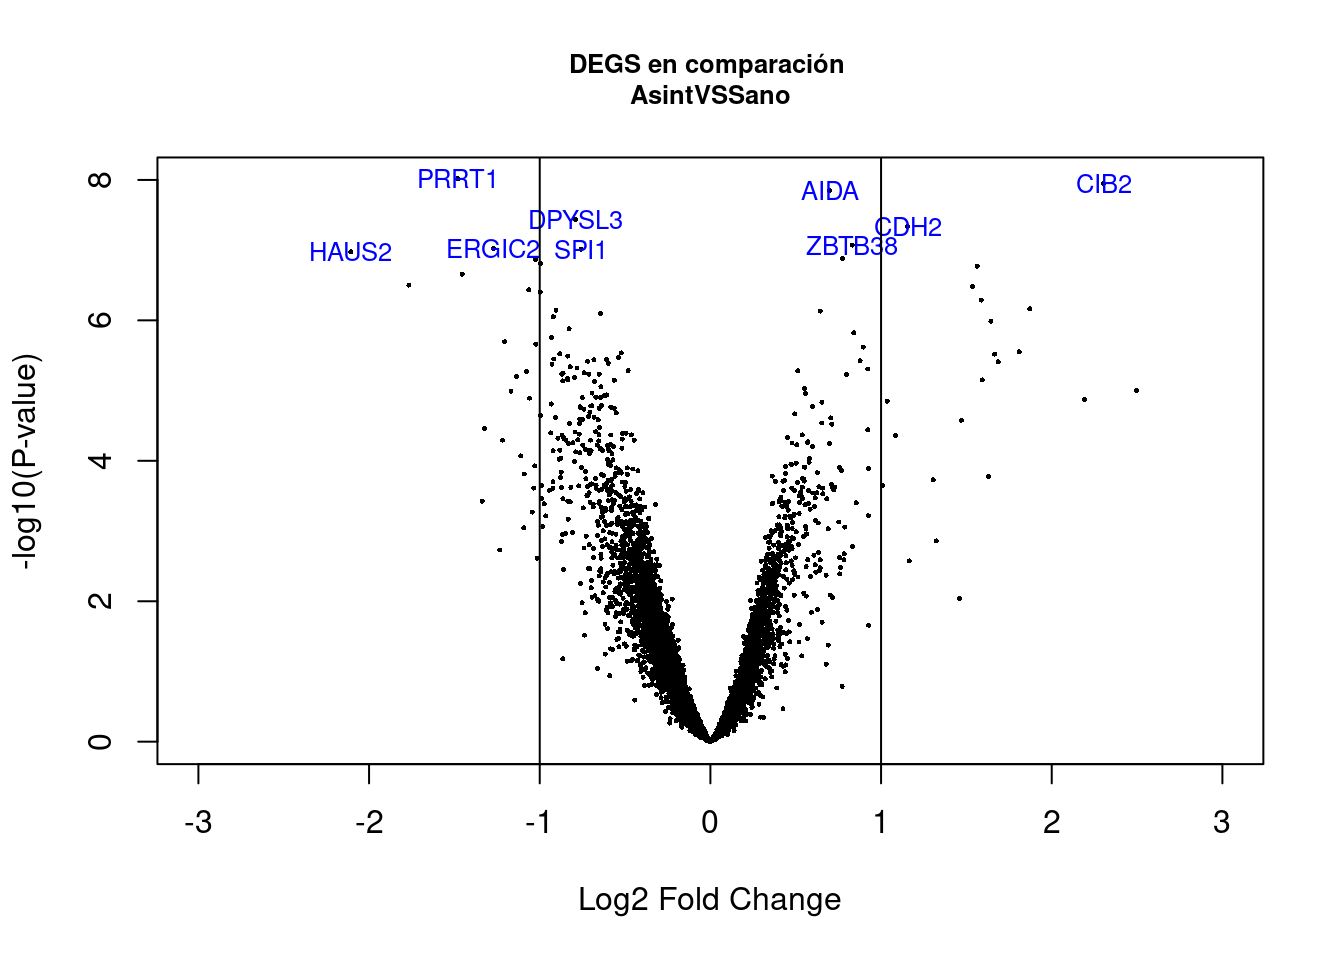 DEGS en comparación
AsintVSSano
8
6
4
2
0
-log10(P-value)
PRRT1
CIB2
AIDA
DPYSL3
CDH2
HAUS2
ERGIC2
SPI1
ZBTB38
-3
-2
-1
0
1
2
3
Log2 Fold Change